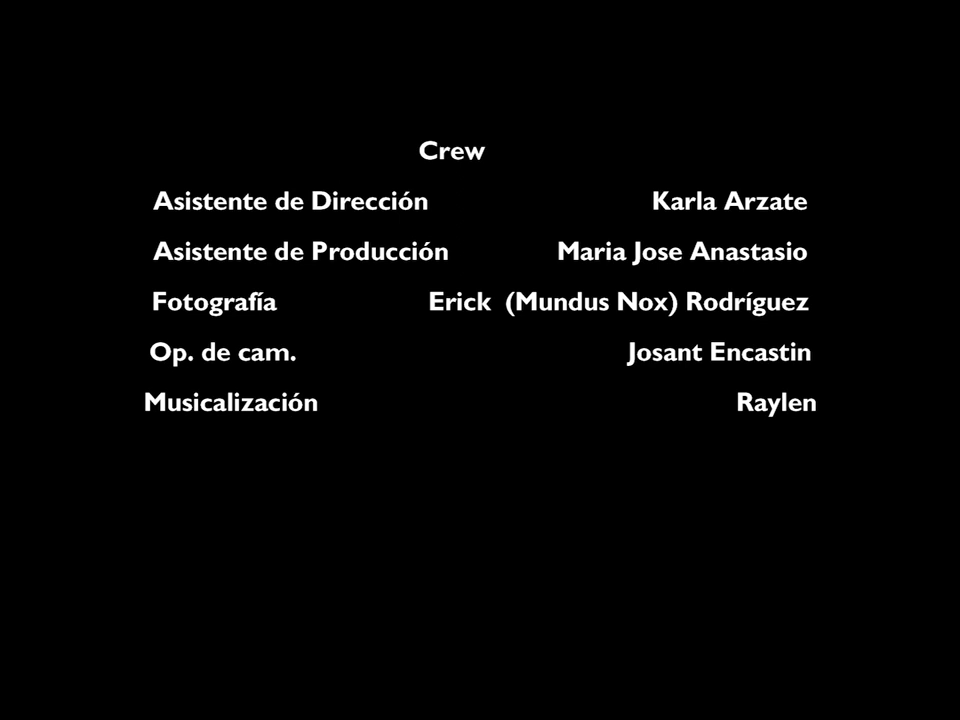 Crew
Asistente de Dirección Karla Arzate
Asistente de Producción Maria Jose Anastasio
Fotografía Erick (Mundus Nox) Rodríguez
Op. de cam. Josant Encastin
Musicalización Raylen